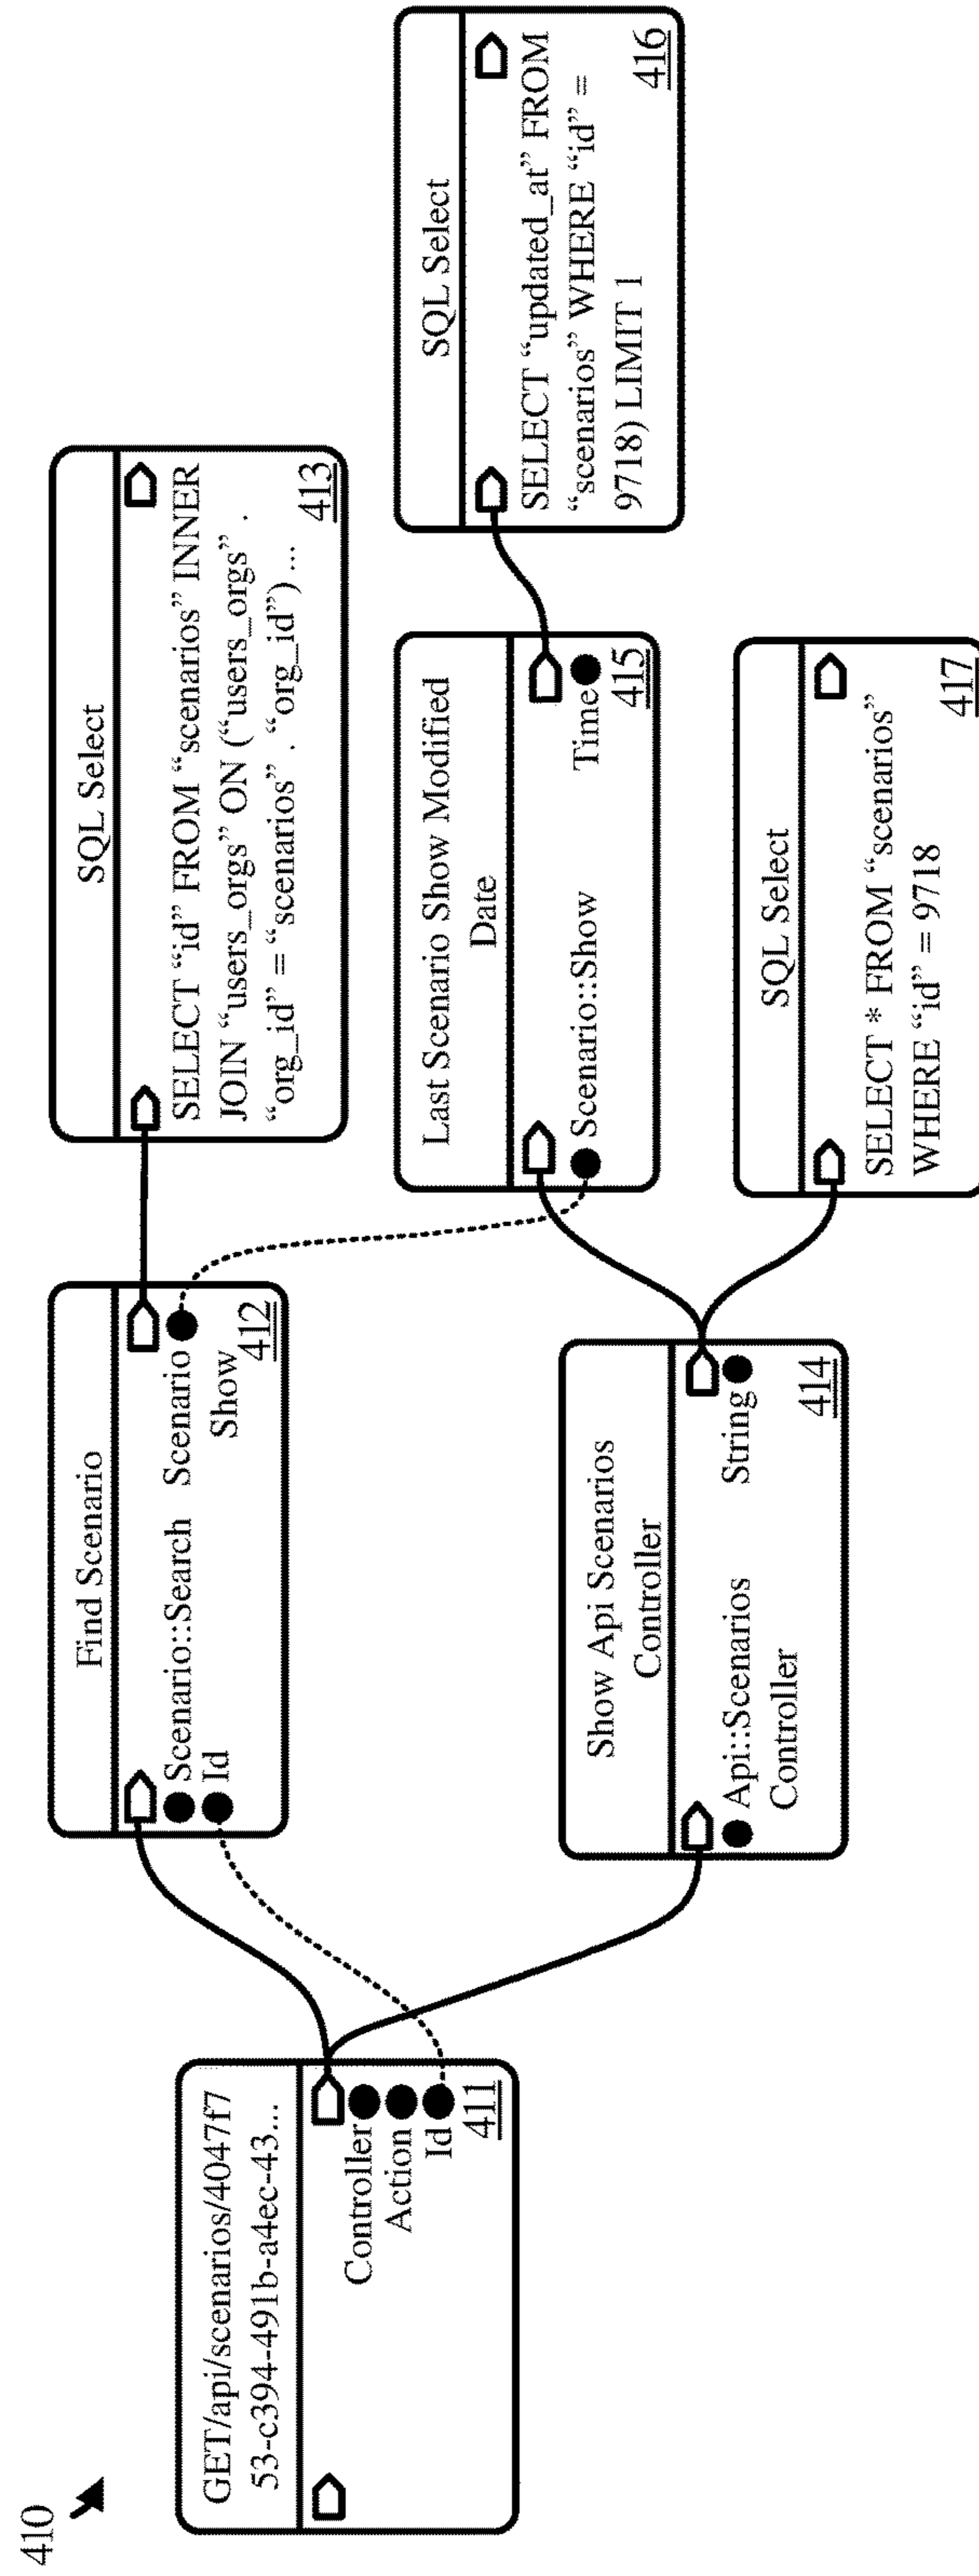 410
GET/api/scenarios/4047f7
53-c394-491b-a4ec-43...
Controller
Action
Id
411
Find Scenario
Scenario::Search Scenario
Id Show
412
SQL Select
SELECT “id” FROM “scenarios” INNER
JOIN “users_orgs” ON (“users_orgs” .
“org_id” = “scenarios” . “org_id”) ...
413
Show Api Scenarios
Controller
Api::Scenarios String
Controller
414
Last Scenario Show Modified
Date
Scenario::Show Time
415
SQL Select
SELECT “updated_at” FROM
“scenarios” WHERE “id” =
9718) LIMIT 1
416
SQL Select
SELECT * FROM “scenarios”
WHERE “id” = 9718
417